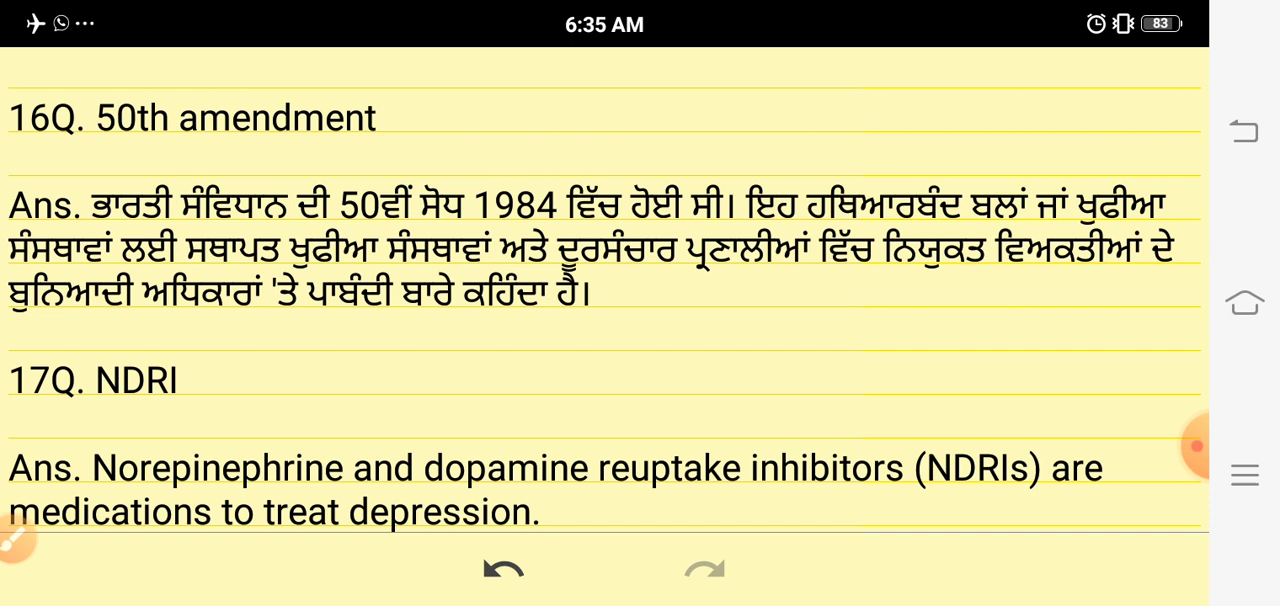 6:35 AM
83
16Q. 50th amendment
Ans. ਭਾਰਤੀ ਸੰਵਿਧਾਨ ਦੀ 50ਵੀਂ ਸੋਧ 1984 ਵਿੱਚ ਹੋਈ ਸੀ। ਇਹ ਹਥਿਆਰਬੰਦ ਬਲਾਂ ਜਾਂ ਖੁਫੀਆ
ਸੰਸਥਾਵਾਂ ਲਈ ਸਥਾਪਤ ਖੁਫੀਆ ਸੰਸਥਾਵਾਂ ਅਤੇ ਦੂਰਸੰਚਾਰ ਪ੍ਰਣਾਲੀਆਂ ਵਿੱਚ ਨਿਯੁਕਤ ਵਿਅਕਤੀਆਂ ਦੇ
ਬੁਨਿਆਦੀ ਅਧਿਕਾਰਾਂ 'ਤੇ ਪਾਬੰਦੀ ਬਾਰੇ ਕਹਿੰਦਾ ਹੈ।
17Q. NDRI
Ans. Norepinephrine and dopamine reuptake inhibitors (NDRIs) are
medications to treat depression.